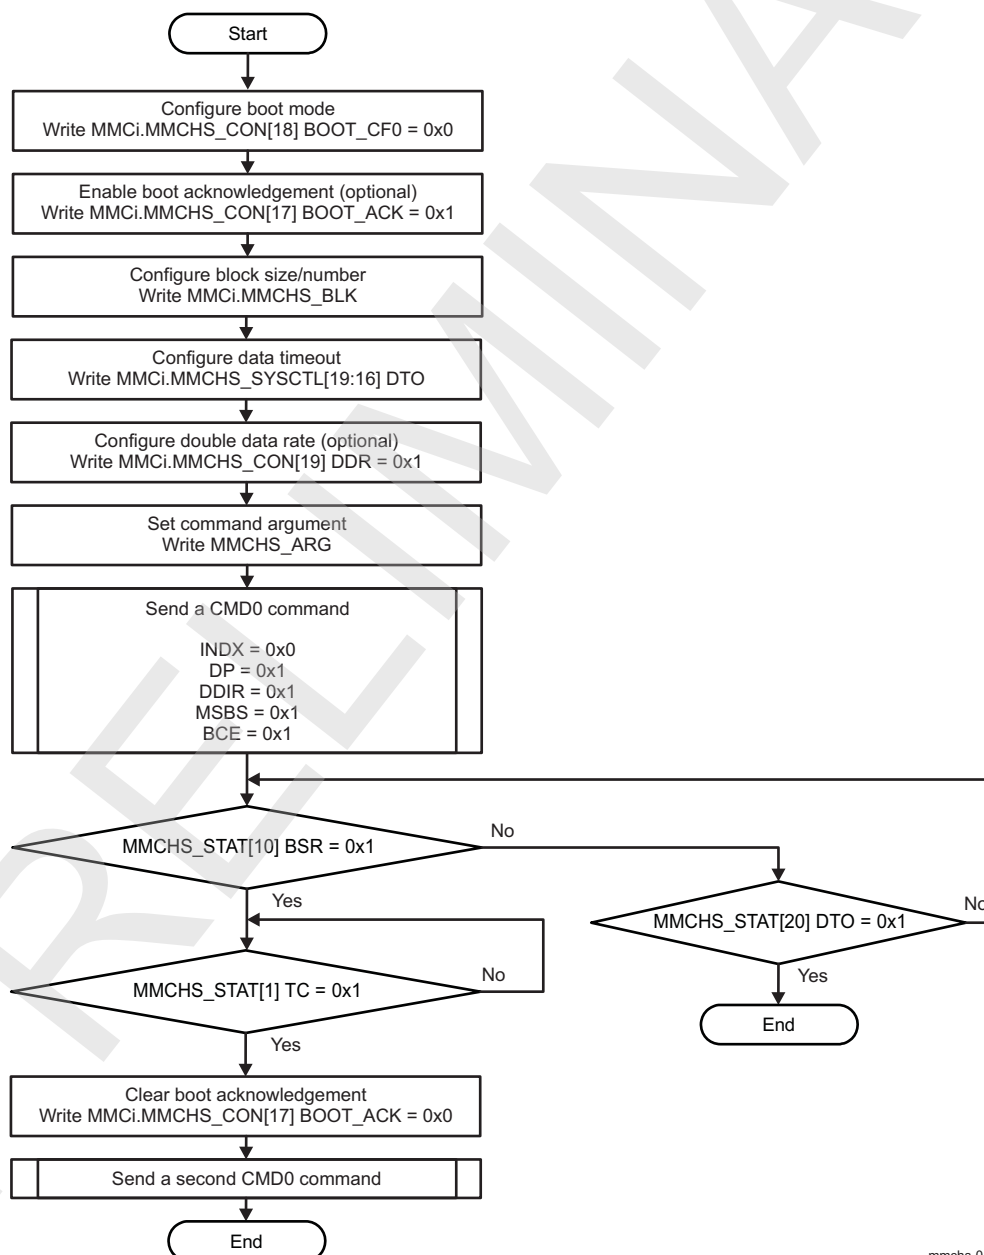 Start
Configure boot mode
Write MMCi.MMCHS_CON[18] BOOT_CF0 = 0x0
Enable boot acknowledgement (optional)
Write MMCi.MMCHS_CON[17] BOOT_ACK = 0x1
Configure block size/number
Write MMCi.MMCHS_BLK
Configure data timeout
Write MMCi.MMCHS_SYSCTL[19:16] DTO
Configure double data rate (optional)
Write MMCi.MMCHS_CON[19] DDR = 0x1
Set command argument
Write MMCHS_ARG
Send a CMD0 command
INDX = 0x0
DP = 0x1
DDIR = 0x1
MSBS = 0x1
BCE = 0x1
MMCHS_STAT[10] BSR = 0x1
No
Yes
MMCHS_STAT[20] DTO = 0x1
No
Yes
End
MMCHS_STAT[1] TC = 0x1
No
Yes
Clear boot acknowledgement
Write MMCi.MMCHS_CON[17] BOOT_ACK = 0x0
Send a second CMD0 command
End
RELIMINA